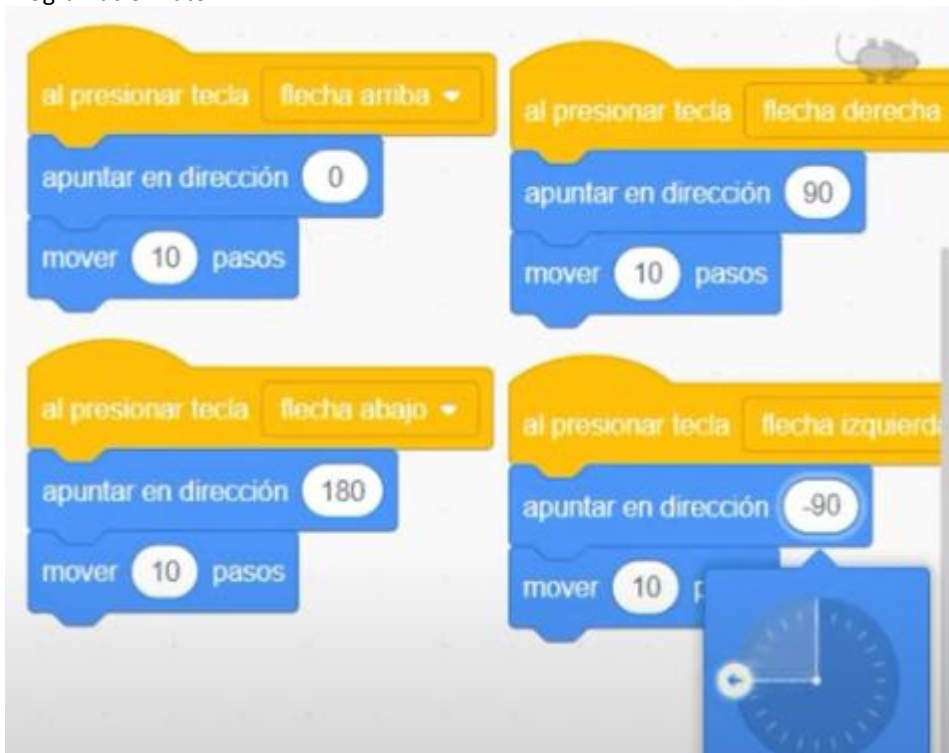 al presionar tecla flecha arriba
apuntar en dirección 0
mover 10 pasos
al presionar tecla flecha derecha
apuntar en dirección 90
mover 10 pasos
al presionar tecla flecha abajo
apuntar en dirección 180
mover 10 pasos
al presionar tecla flecha izquierda
apuntar en dirección -90
mover 10